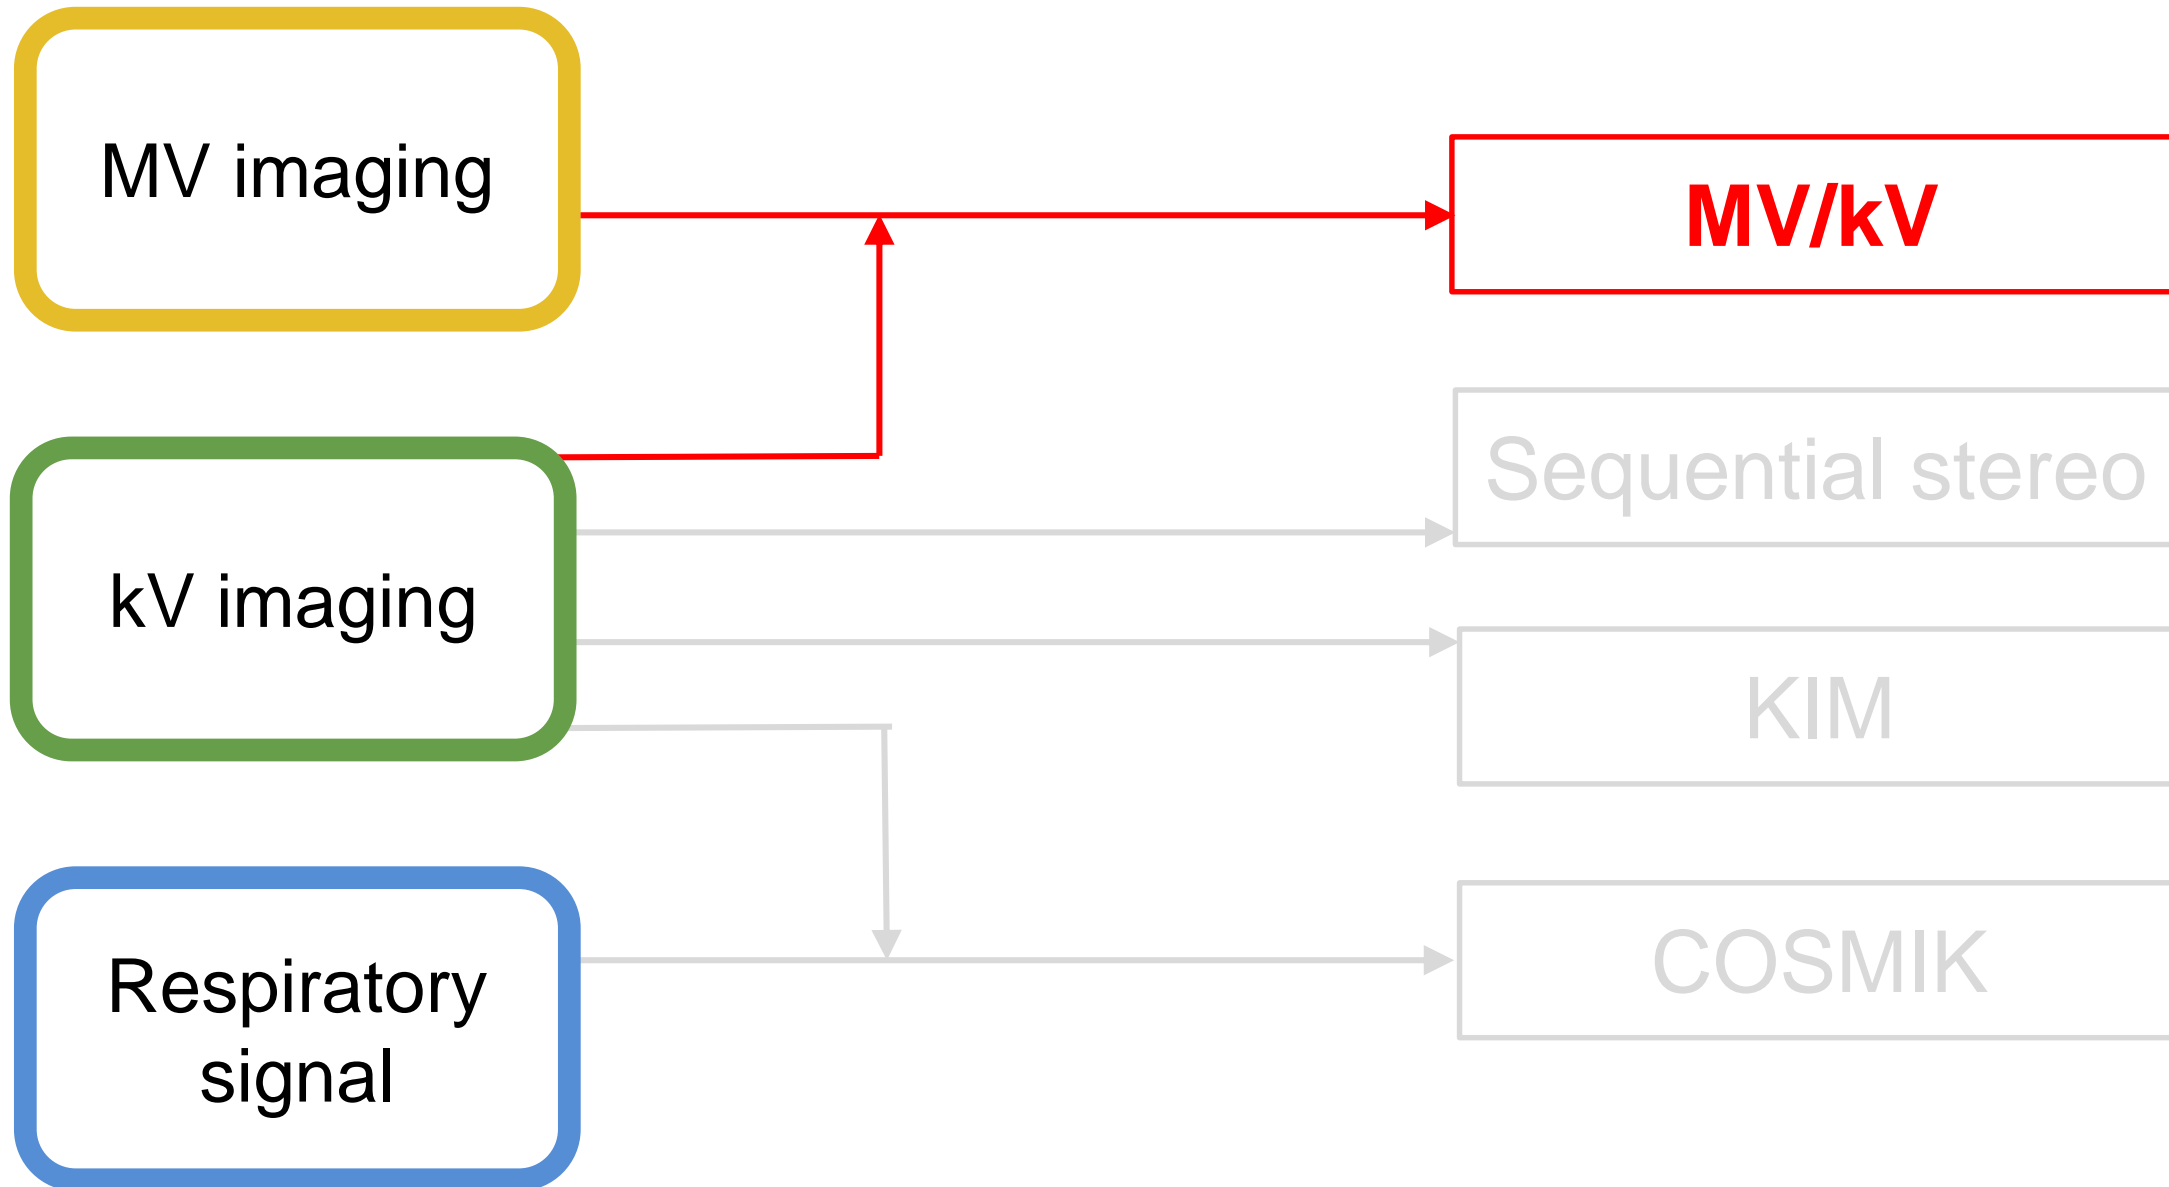 MV imaging
MV/kV
Sequential stereo
kV imaging
KIM
Respiratory
signal
COSMIK